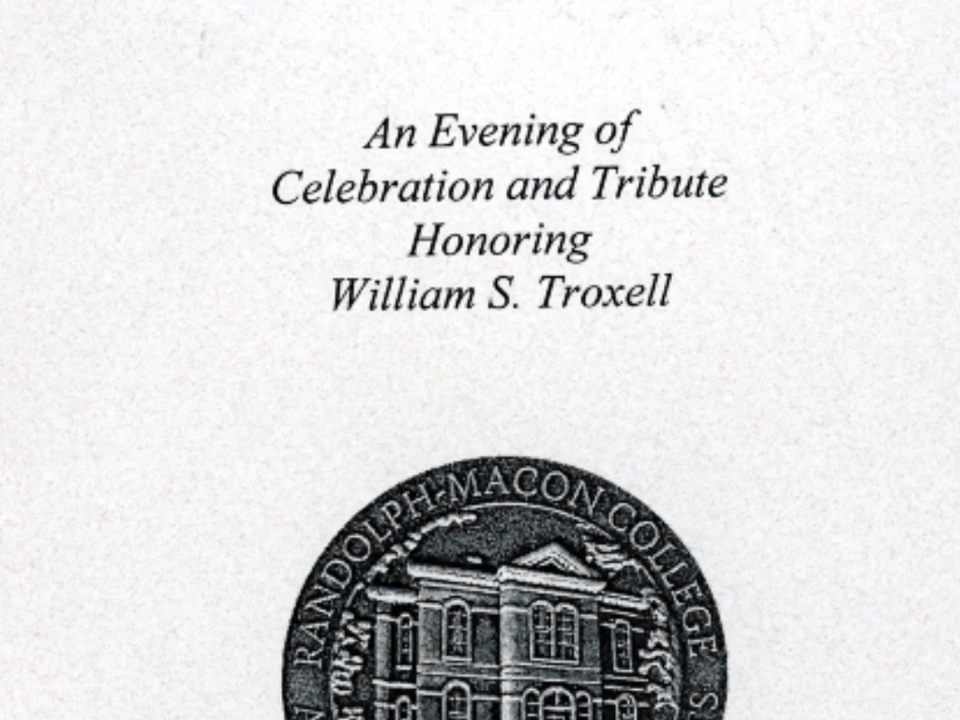 An Evening of
Celebration and Tribute
Honoring
William S. Troxell
RANDOLPH-MACON COLLEGE